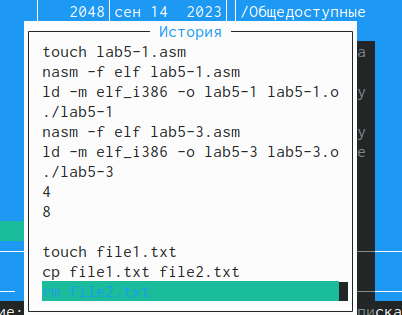 2048 сен 14 2023 /Общедоступные
История
touch lab5-1.asm
nasm -f elf lab5-1.asm
ld -m elf_i386 -o lab5-1 lab5-1.o
./lab5-1
nasm -f elf lab5-3.asm
ld -m elf_i386 -o lab5-3 lab5-3.o
./lab5-3
4
8
touch file1.txt
cp file1.txt file2.txt
rm file2.txt